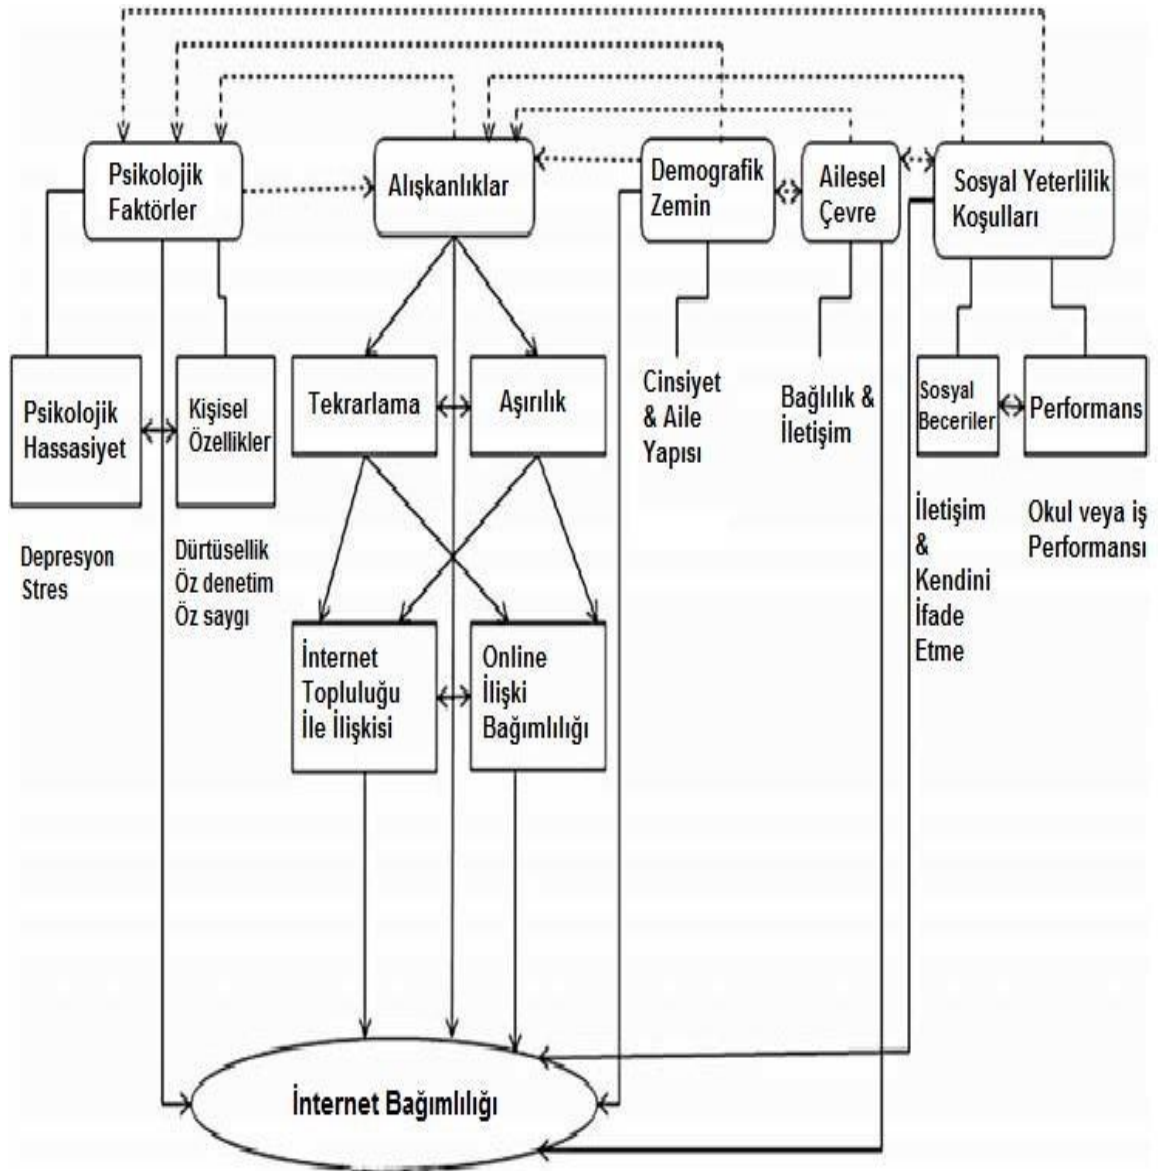 Psikolojik
Faktörler
Alışkanlıklar
Demografik
Zemin
Ailesel
Çevre
Sosyal Yeterlilik
Koşulları
Psikolojik
Hassasiyet
Kişisel
Özellikler
Tekrarlama
Aşırılık
Cinsiyet
& Aile
Yapısı
Bağlılık &
İletişim
Sosyal
Beceriler
Performans
Depresyon
Stres
Dürtüsellik
Öz denetim
Öz saygı
İletişim
&
Kendini
İfade
Etme
Okul veya iş
Performansı
İnternet
Topluluğu
İle İlişkisi
Online
İlişki
Bağımlılığı
İnternet Bağımlılığı